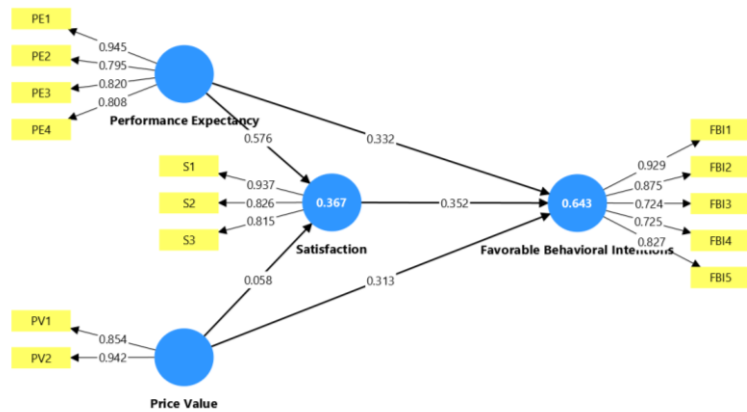 PE1
PE2
PE3
PE4
0.945
0.795
0.820
0.808
Performance Expectancy
0.576
0.332
S1
S2
S3
0.937
0.826
0.815
0.367
Satisfaction
0.352
0.643
Favorable Behavioral Intentions
0.929
0.875
0.724
0.725
0.827
FBI1
FBI2
FBI3
FBI4
FBI5
0.058
0.313
PV1
PV2
0.854
0.942
Price Value